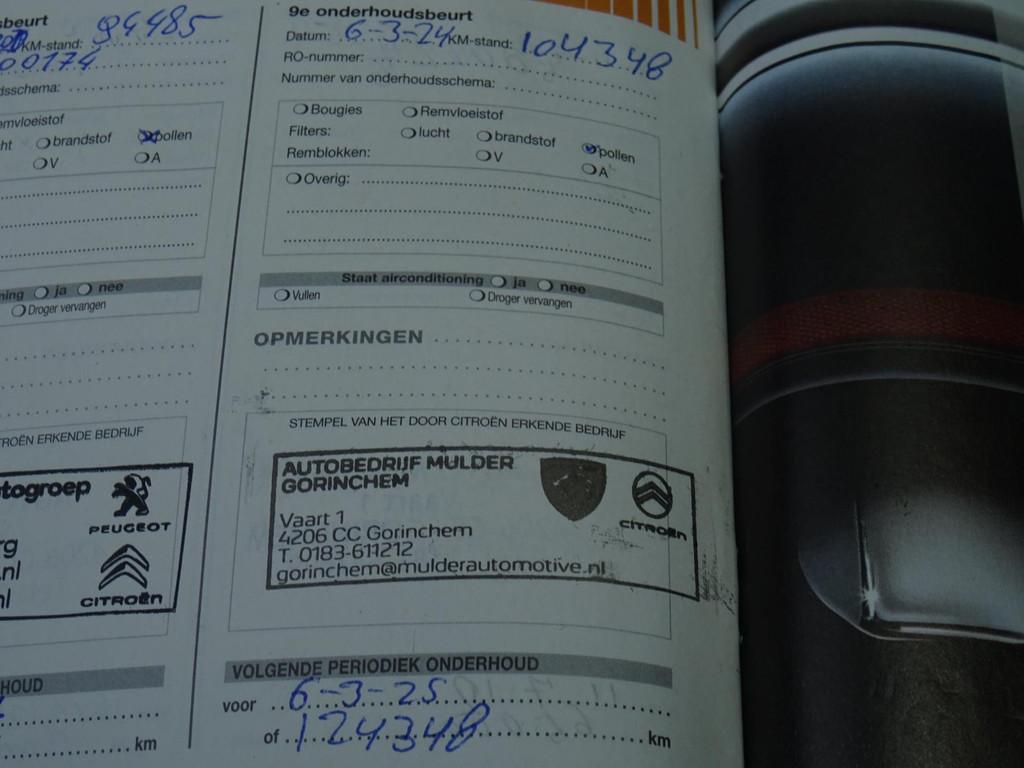 sbeurt
KM-stand: 94485
00174
dsschema:
emvloeistof
ht brandstof pollen
V A
ning ja nee
Droger vervangen
TROËN ERKENDE BEDRIJF
togroep
PEUGEOT
rg
.nl
nl
CITROËN
HOUD
km
9e onderhoudsbeurt
Datum: 6-3-24 KM-stand: 104348
RO-nummer:
Nummer van onderhoudsschema:
Bougies Remvloeistof
Filters: lucht brandstof pollen
Remblokken: V A
Overig:
Staat airconditioning ja nee
Vullen Droger vervangen
OPMERKINGEN
STEMPEL VAN HET DOOR CITROËN ERKENDE BEDRIJF
AUTOBEDRIJF MULDER
GORINCHEM
Vaart 1
4206 CC Gorinchem
T. 0183-611212
gorinchem@mulderautomotive.nl
CITROËN
VOLGENDE PERIODIEK ONDERHOUD
voor 6-3-25
of 124348 km